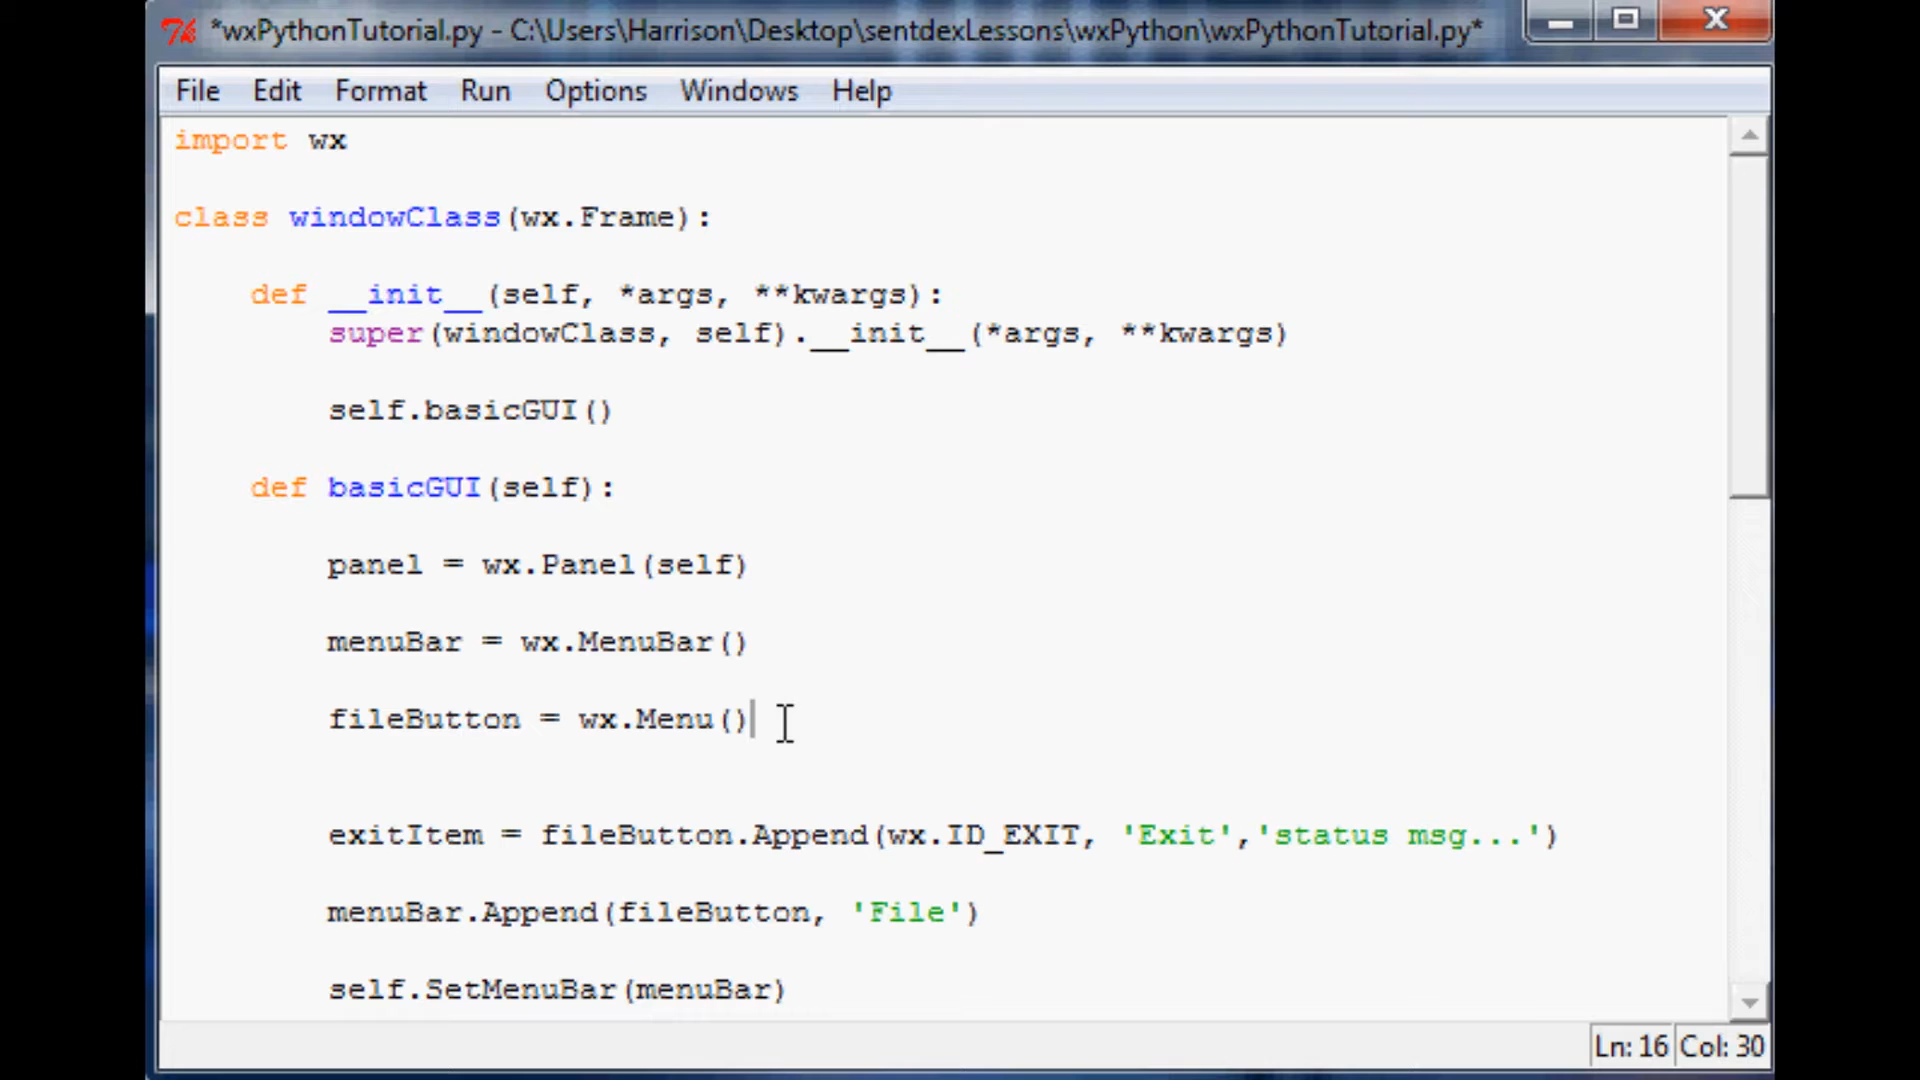 *wxPythonTutorial.py - C:\Users\Harrison\Desktop\sentdexLessons\wxPython\wxPythonTutorial.py*
File Edit Format Run Options Windows Help
import wx
class windowClass(wx.Frame):
def __init__(self, *args, **kwargs):
super(windowClass, self).__init__(*args, **kwargs)
self.basicGUI()
def basicGUI(self):
panel = wx.Panel(self)
menuBar = wx.MenuBar()
fileButton = wx.Menu()
exitItem = fileButton.Append(wx.ID_EXIT, 'Exit','status msg...')
menuBar.Append(fileButton, 'File')
self.SetMenuBar(menuBar)
Ln: 16 Col: 30